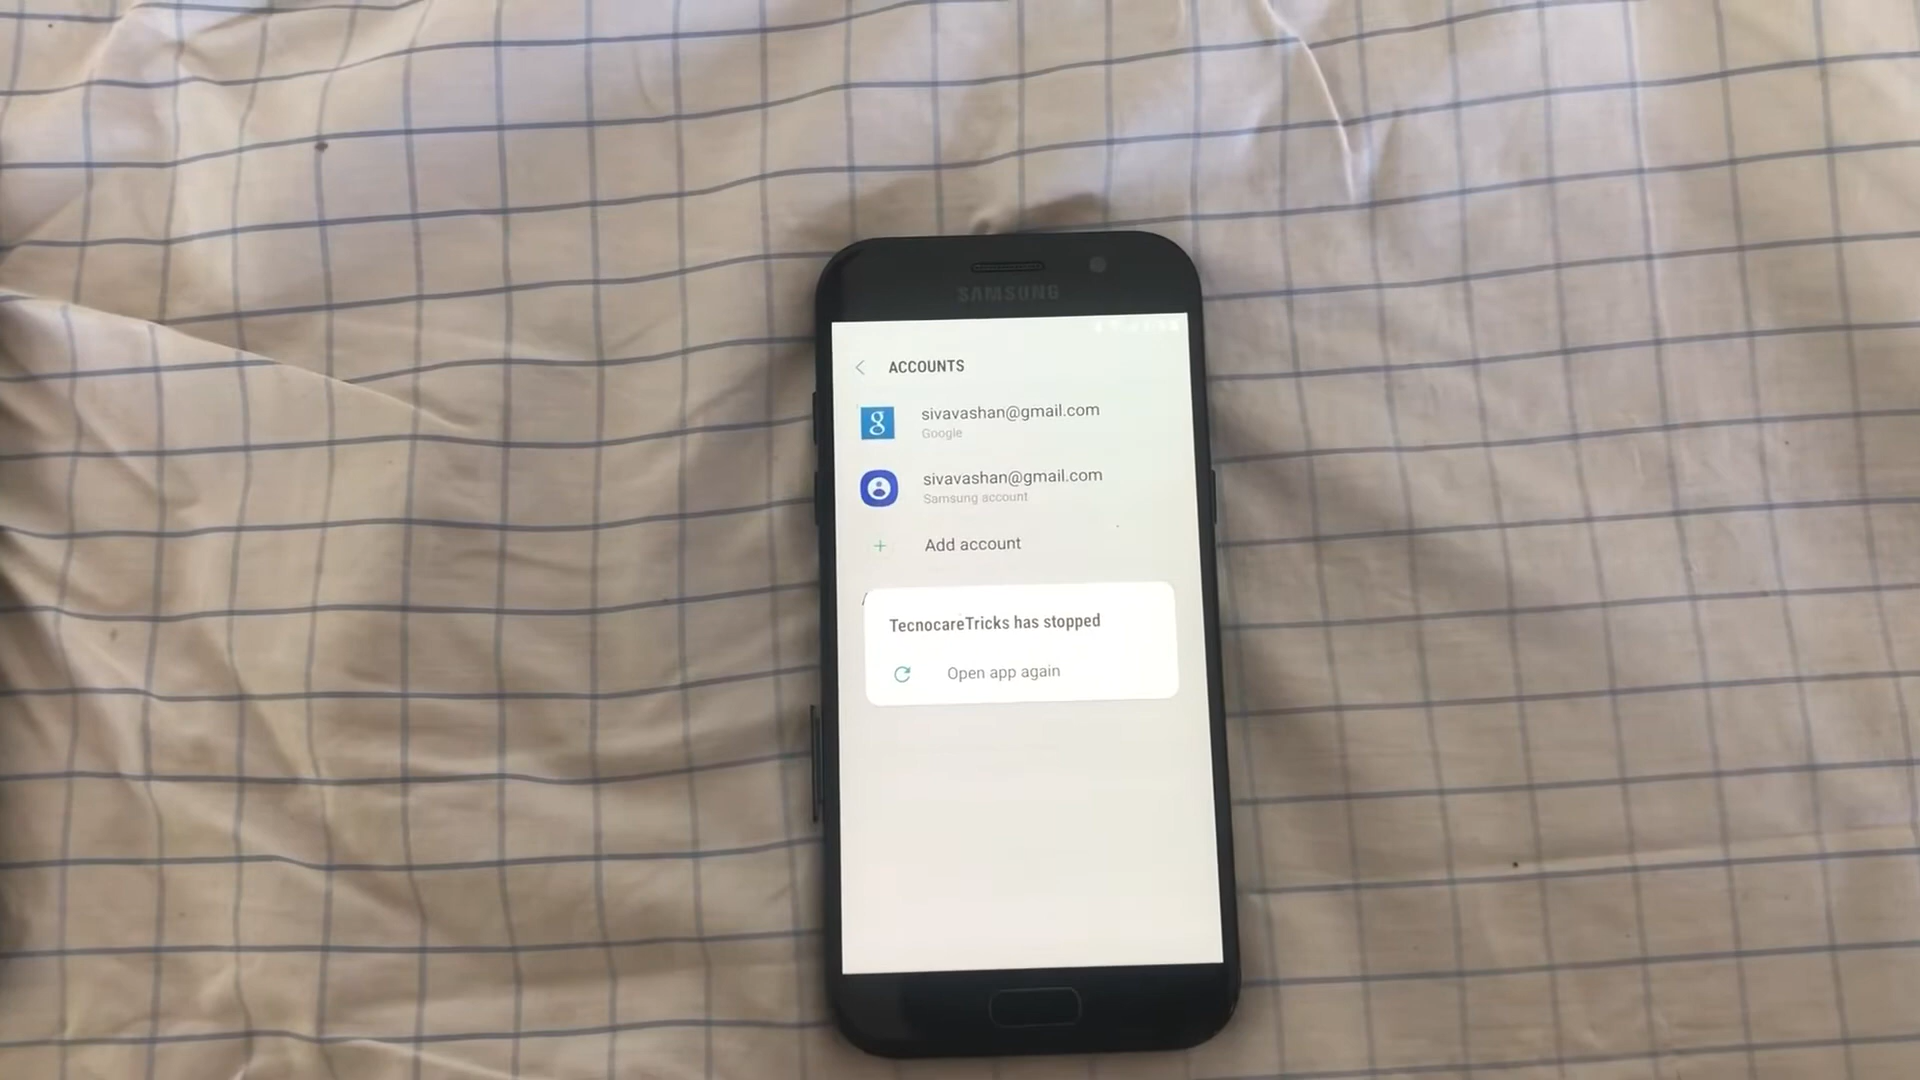 SAMSUNG
ACCOUNTS
sivavashan@gmail.com
Google
sivavashan@gmail.com
Samsung account
Add account
TecnocareTricks has stopped
Open app again